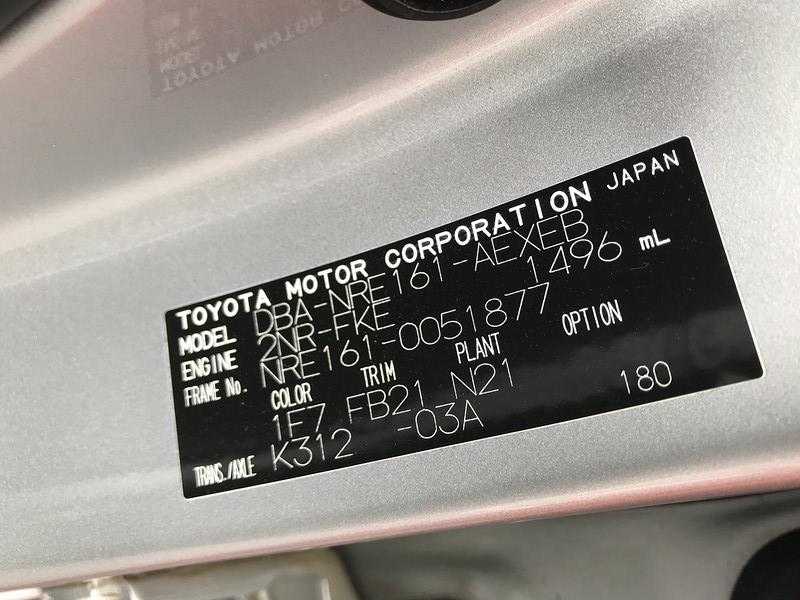 TOYOTA MOTOR CORPORATION JAPAN
MODEL DBA-NRE161-AEXEB
ENGINE 2NR-FKE 1496 mL
FRAME No. NRE161-0051877
COLOR TRIM PLANT OPTION
1F7 FB21 N21
TRANS./AXLE K312 -03A 180